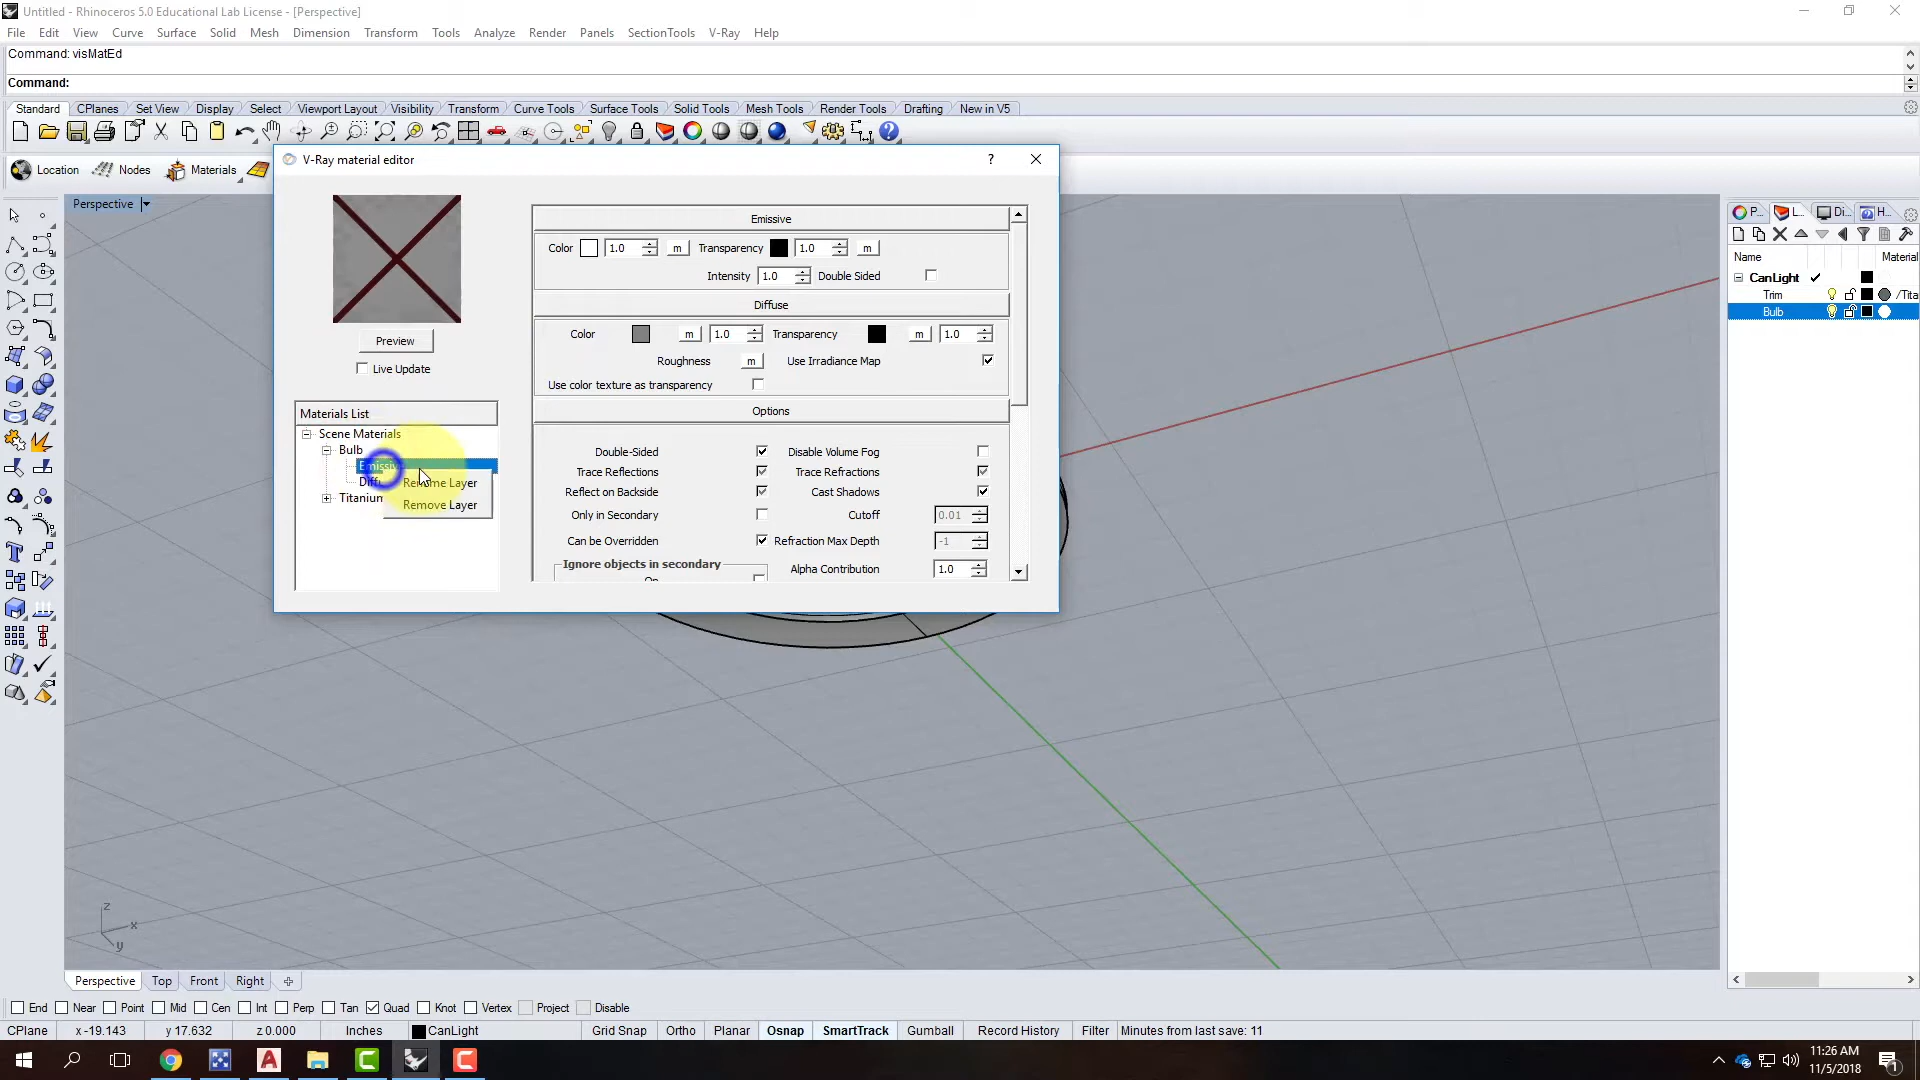 Untitled - Rhinoceros 5.0 Educational Lab License - [Perspective]
File Edit View Curve Surface Solid Mesh Dimension Transform Tools Analyze Render Panels SectionTools V-Ray Help
Command: visMatEd
Command:
Standard CPlanes Set View Display Select Viewport Layout Visibility Transform Curve Tools Surface Tools Solid Tools Mesh Tools Render Tools Drafting New in V5
Location Nodes Materials
V-Ray material editor ?
Perspective
Preview
Live Update
Materials List
Scene Materials
Bulb
Emissive
Diff
Titanium
Rename Layer
Remove Layer
Emissive
Color 1.0 m Transparency 1.0 m
Intensity 1.0 Double Sided
Diffuse
Color m 1.0 Transparency m 1.0
Roughness m Use Irradiance Map
Use color texture as transparency
Options
Double-Sided Disable Volume Fog
Trace Reflections Trace Refractions
Reflect on Backside Cast Shadows
Only in Secondary Cutoff 0.01
Can be Overridden Refraction Max Depth -1
Ignore objects in secondary
On
Alpha Contribution 1.0
P... L... Di... H...
Name Material
CanLight
Trim /Tita
Bulb
z
x
y
Perspective Top Front Right
End Near Point Mid Cen Int Perp Tan Quad Knot Vertex Project Disable
CPlane x -19.143 y 17.632 z 0.000 Inches CanLight Grid Snap Ortho Planar Osnap SmartTrack Gumball Record History Filter Minutes from last save: 11
11:26 AM
11/5/2018
1